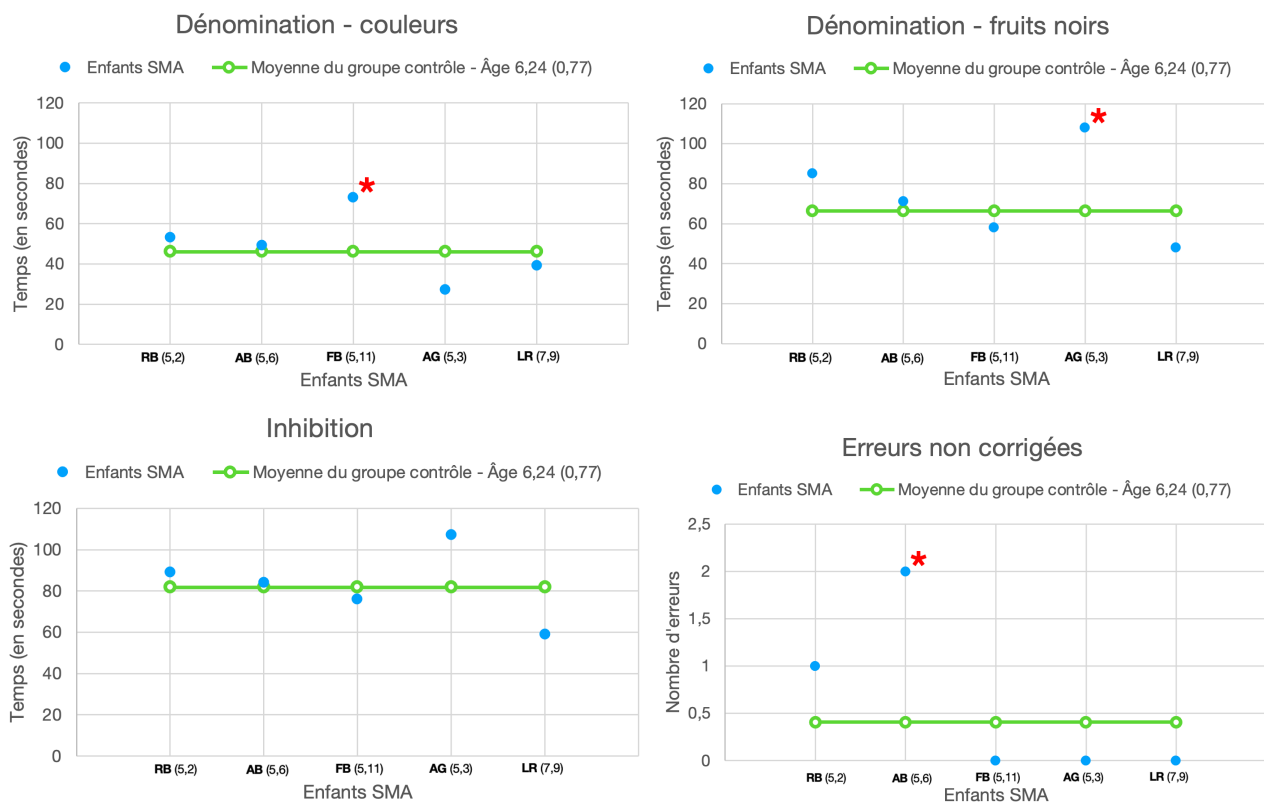 Dénomination - couleurs
Enfants SMA
Moyenne du groupe contrôle - Âge 6,24 (0,77)
Temps (en secondes)
120
100
80
60
40
20
0
*
RB (5,2)
AB (5,6)
FB (5,11)
AG (5,3)
LR (7,9)
Enfants SMA
Dénomination - fruits noirs
Enfants SMA
Moyenne du groupe contrôle - Âge 6,24 (0,77)
Temps (en secondes)
120
100
80
60
40
20
0
*
RB (5,2)
AB (5,6)
FB (5,11)
AG (5,3)
LR (7,9)
Enfants SMA
Inhibition
Enfants SMA
Moyenne du groupe contrôle - Âge 6,24 (0,77)
Temps (en secondes)
120
100
80
60
40
20
0
RB (5,2)
AB (5,6)
FB (5,11)
AG (5,3)
LR (7,9)
Enfants SMA
Erreurs non corrigées
Enfants SMA
Moyenne du groupe contrôle - Âge 6,24 (0,77)
Nombre d'erreurs
2,5
2
1,5
1
0,5
0
*
RB (5,2)
AB (5,6)
FB (5,11)
AG (5,3)
LR (7,9)
Enfants SMA